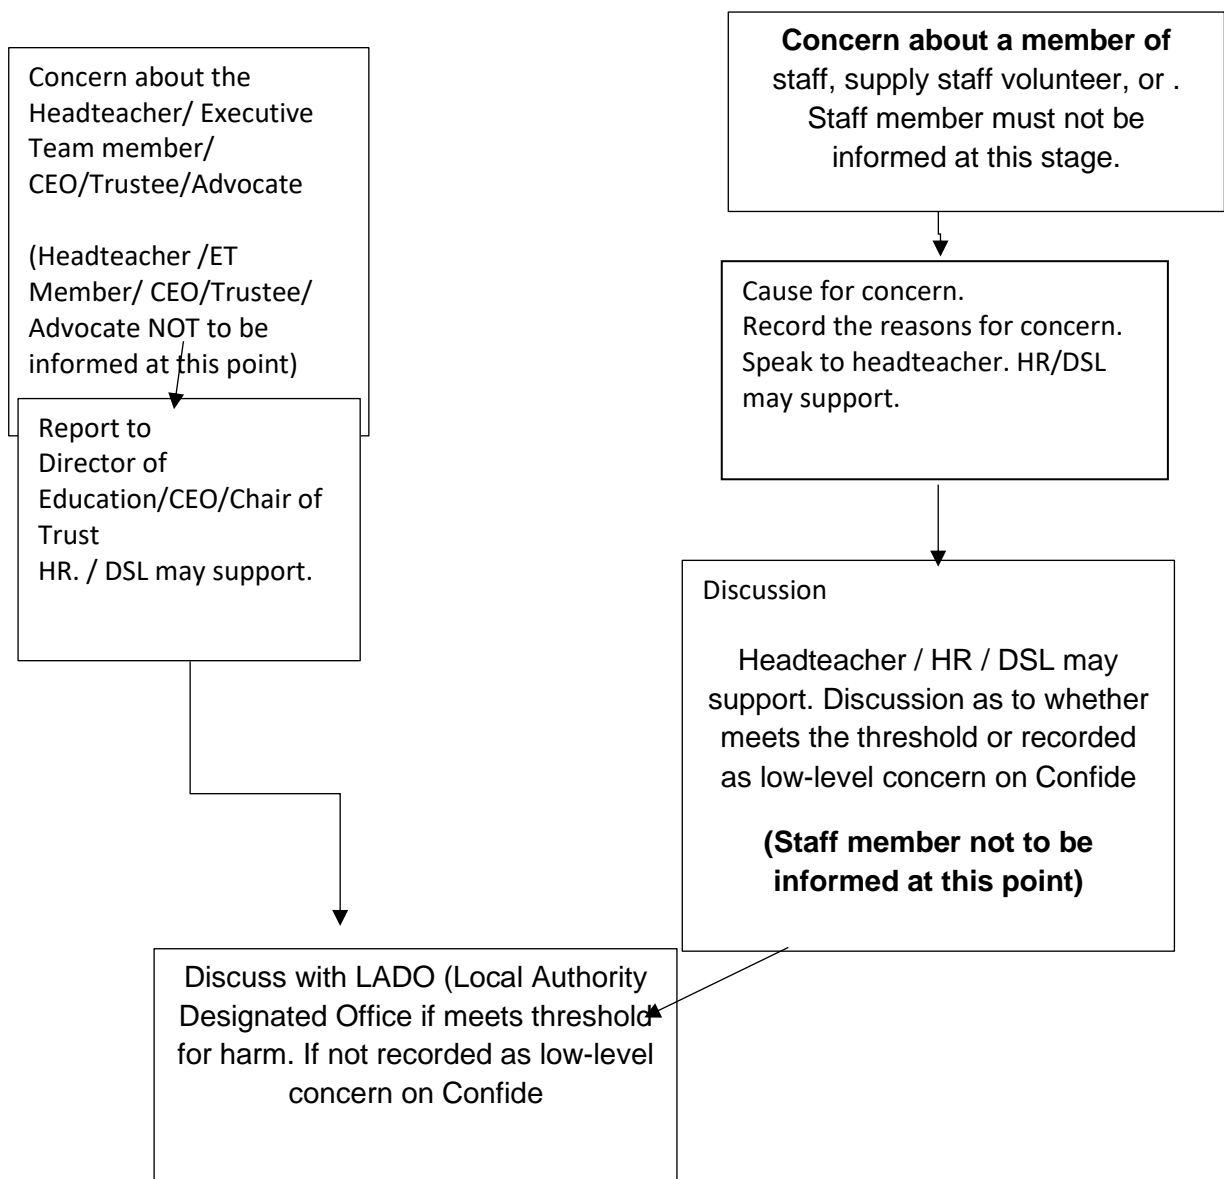 Concern about the
Headteacher/ Executive
Team member/
CEO/Trustee/Advocate
(Headteacher /ET
Member/ CEO/Trustee/
Advocate NOT to be
informed at this point)
Report to
Director of
Education/CEO/Chair of
Trust
HR. / DSL may support.
Concern about a member of
staff, supply staff volunteer, or .
Staff member must not be
informed at this stage.
Cause for concern.
Record the reasons for concern.
Speak to headteacher. HR/DSL
may support.
Discussion
Headteacher / HR / DSL may
support. Discussion as to whether
meets the threshold or recorded
as low-level concern on Confide
(Staff member not to be
informed at this point)
Discuss with LADO (Local Authority
Designated Office if meets threshold
for harm. If not recorded as low-level
concern on Confide